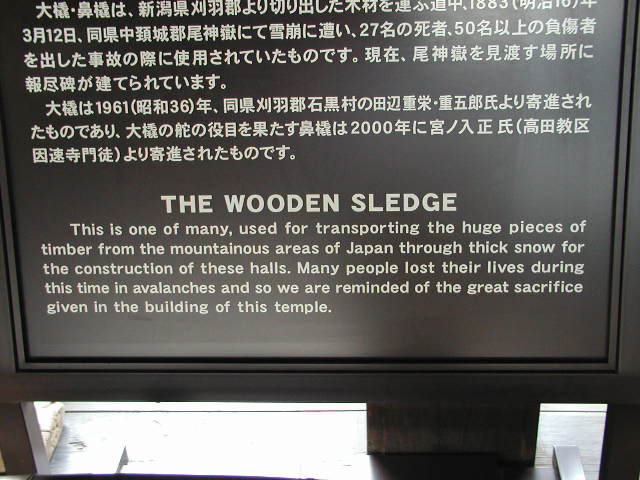 大橇・鼻橇は、新潟県刈羽郡より切り出した木材を運ぶ道中、1883(明治16)年
3月12日、同県中頚城郡尾神嶽にて雪崩に遭い、27名の死者、50名以上の負傷者
を出した事故の際に使用されていたものです。現在、尾神嶽を見渡す場所に
報尽碑が建てられています。
大橇は1961(昭和36)年、同県刈羽郡石黒村の田辺重栄・重五郎氏より寄進され
たものであり、大橇の舵の役目を果たす鼻橇は2000年に宮ノ入正氏(高田教区
因速寺門徒)より寄進されたものです。
THE WOODEN SLEDGE
This is one of many, used for transporting the huge pieces of
timber from the mountainous areas of Japan through thick snow for
the construction of these halls. Many people lost their lives during
this time in avalanches and so we are reminded of the great sacrifice
given in the building of this temple.